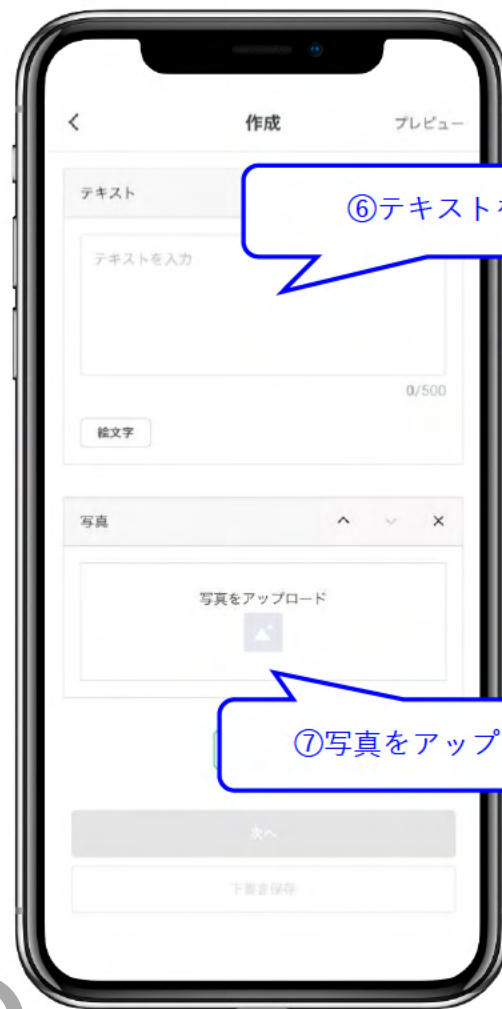 作成
プレビュー
テキスト
⑥テキスト
テキストを入力
0/500
絵文字
写真
写真をアップロード
⑦写真をアップ
次へ
下書き保存